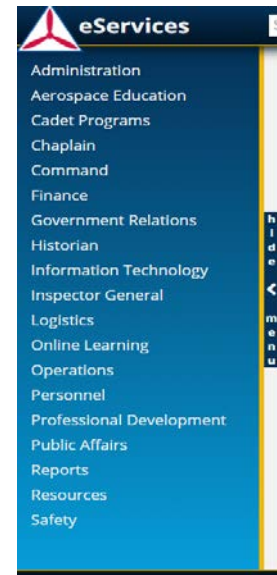 eServices
Administration
Aerospace Education
Cadet Programs
Chaplain
Command
Finance
Government Relations
Historian
Information Technology
Inspector General
Logistics
Online Learning
Operations
Personnel
Professional Development
Public Affairs
Reports
Resources
Safety
hide
<
menu